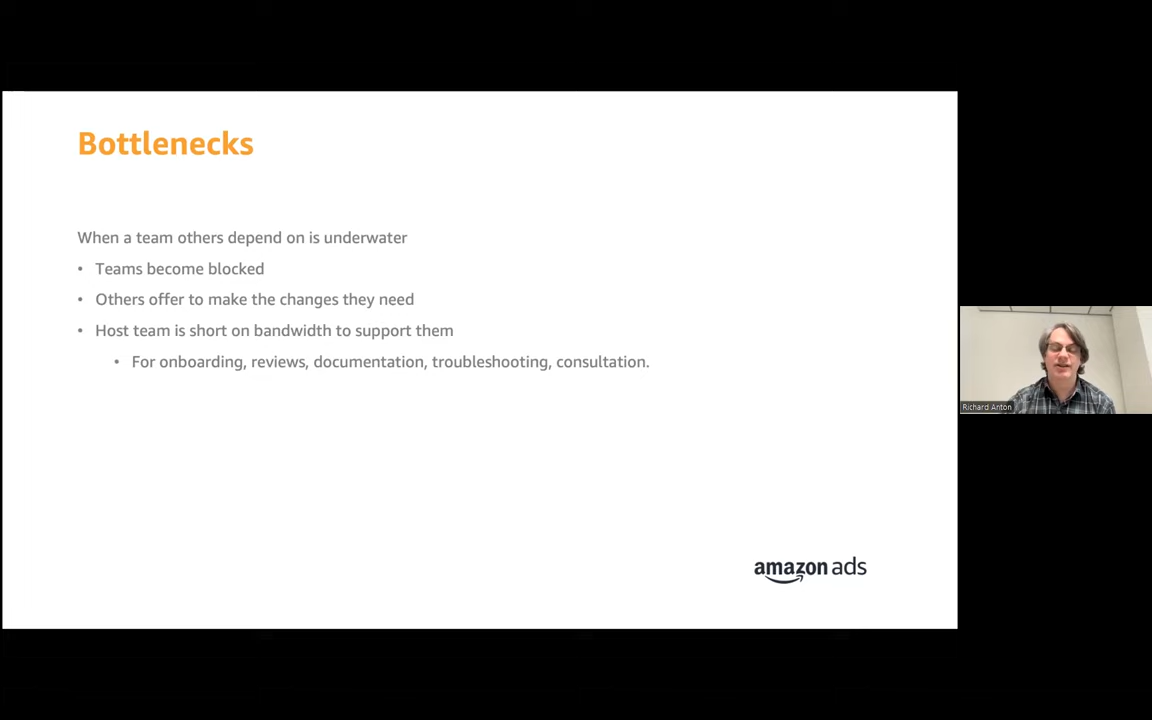 Bottlenecks
When a team others depend on is underwater
• Teams become blocked
• Others offer to make the changes they need
• Host team is short on bandwidth to support them
• For onboarding, reviews, documentation, troubleshooting, consultation.
Richard Anton
amazon ads